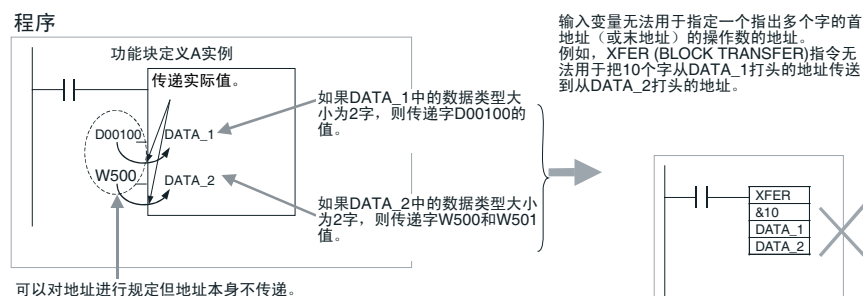 程序
功能块定义A实例
传递实际值。
D00100
DATA_1
W500
DATA_2
如果DATA_1中的数据类型大
小为2字，则传递字D00100的
值。
如果DATA_2中的数据类型大小
为2字，则传递字W500和W501
值。
可以对地址进行规定但地址本身不传递。
输入变量无法用于指定一个指出多个字的首
地址（或末地址）的操作数的地址。
例如，XFER (BLOCK TRANSFER)指令无
法用于把10个字从DATA_1打头的地址传送
到从DATA_2打头的地址。
XFER
&10
DATA_1
DATA_2